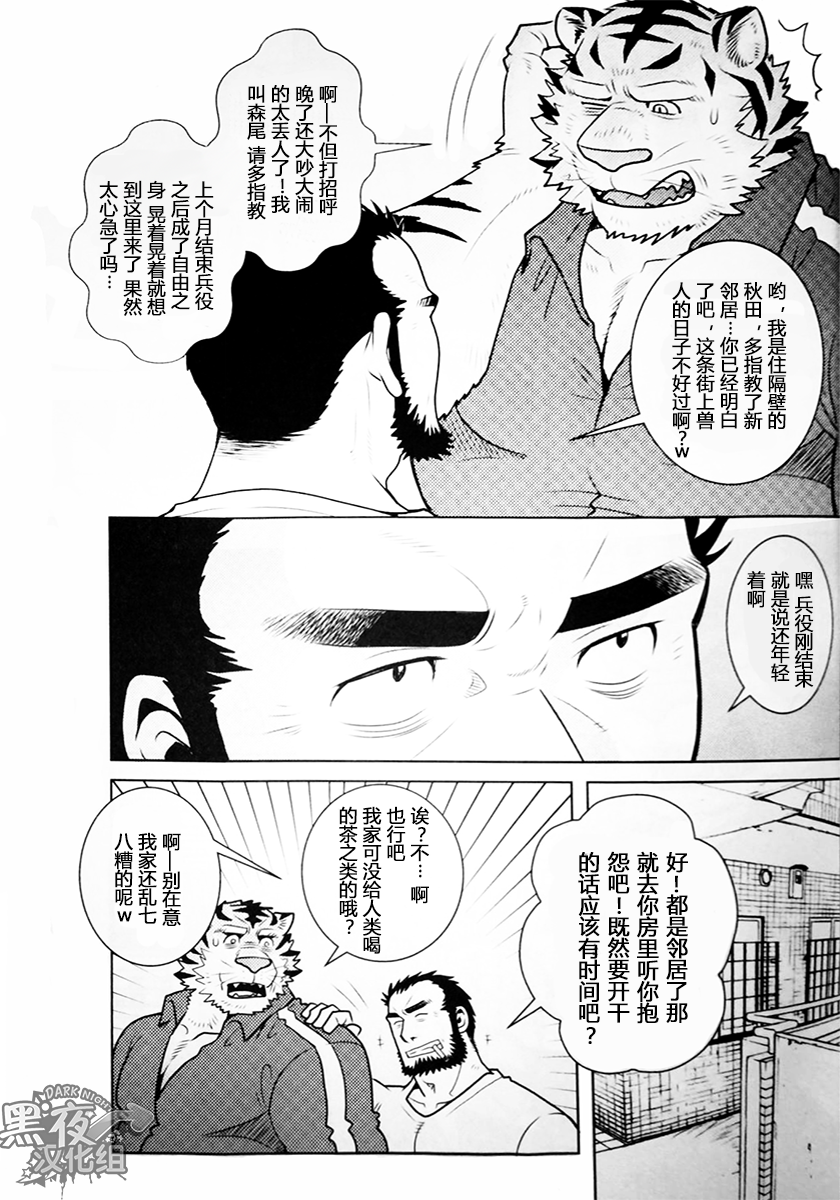 啊—不但打招呼
晚了还大吵大闹
的太丢人了！我
叫森尾 请多指教
上个月结束兵役
之后成了自由之
身 晃着晃着就想
到这里来了 果然
太心急了吗…
哟，我是住隔壁的
秋田，多指教了新
邻居…你已经明白
了吧，这条街上兽
人的日子不好过啊？w
嘿 兵役刚结束
就是说还年轻
着啊
好！都是邻居了那
就去你房里听你抱
怨吧！既然要开干
的话应该有时间吧？
诶？不…啊
也行吧
我家可没给人类喝
的茶之类的哦？
啊—别在意
我家还乱七
八糟的呢w
DARK NIGHT
黑夜
汉化组